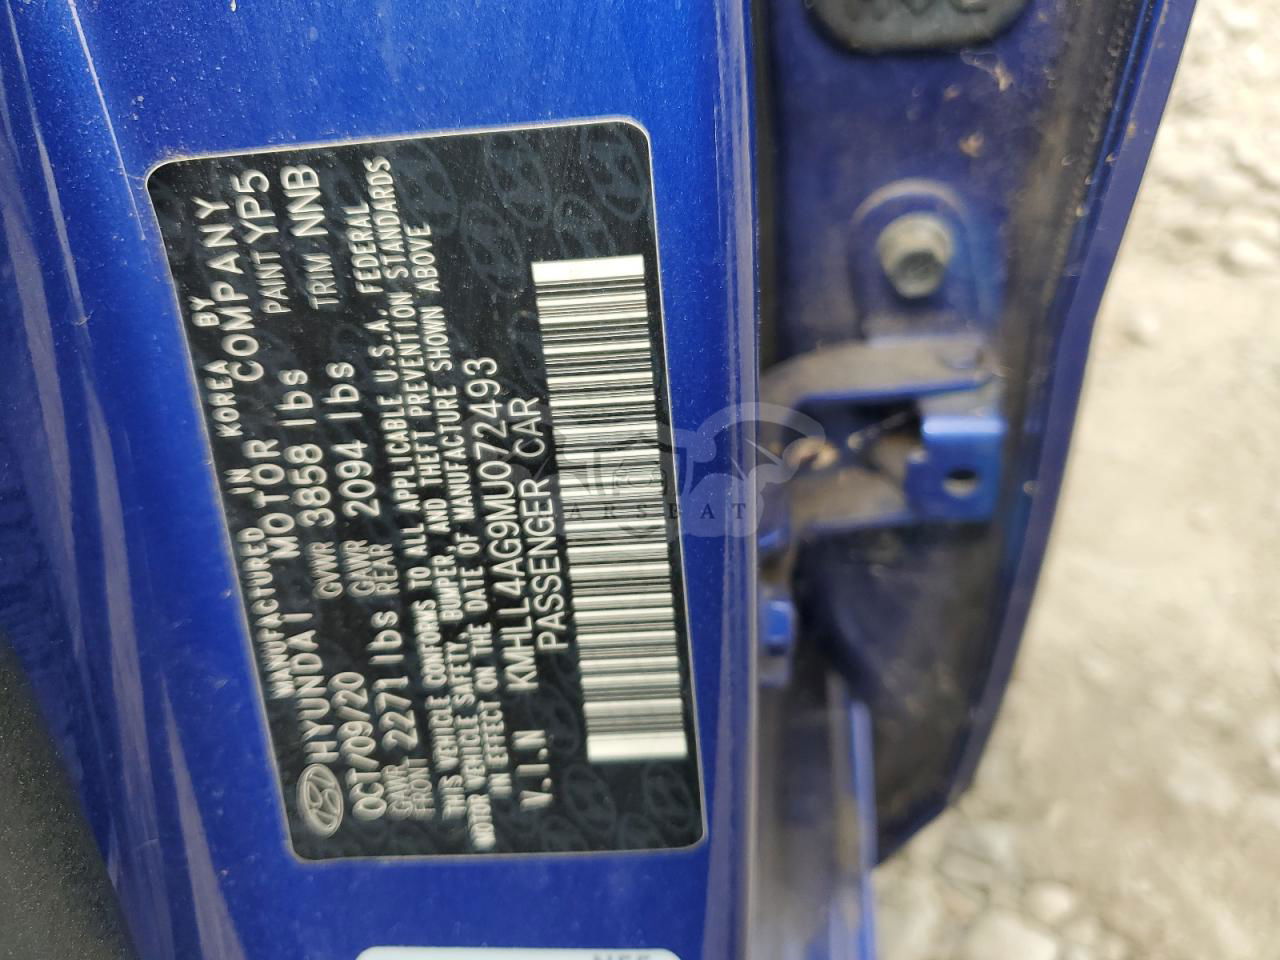 MANUFACTURED IN KOREA BY
HYUNDAI MOTOR COMPANY
OCT/09/20 GVWR 3858 lbs PAINT YP5
GAWR FRONT 2271 lbs GAWR REAR 2094 lbs TRIM NNB
THIS VEHICLE CONFORMS TO ALL APPLICABLE U.S.A. FEDERAL
MOTOR VEHICLE SAFETY, BUMPER, AND THEFT PREVENTION STANDARDS
IN EFFECT ON THE DATE OF MANUFACTURE SHOWN ABOVE
V.I.N KMHLL4AG9MU072493
PASSENGER CAR
ARSEAT